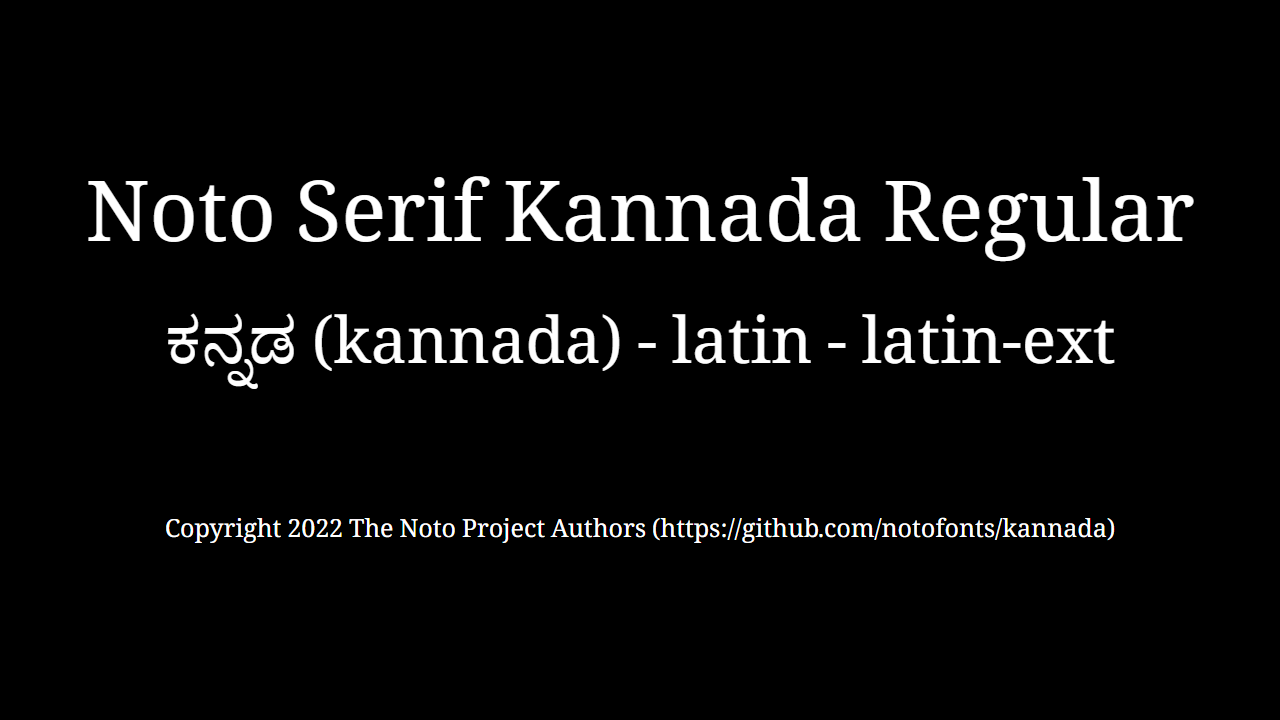 Noto Serif Kannada Regular
ಕನ್ನಡ (kannada) - latin - latin-ext
Copyright 2022 The Noto Project Authors (https://github.com/notofonts/kannada)